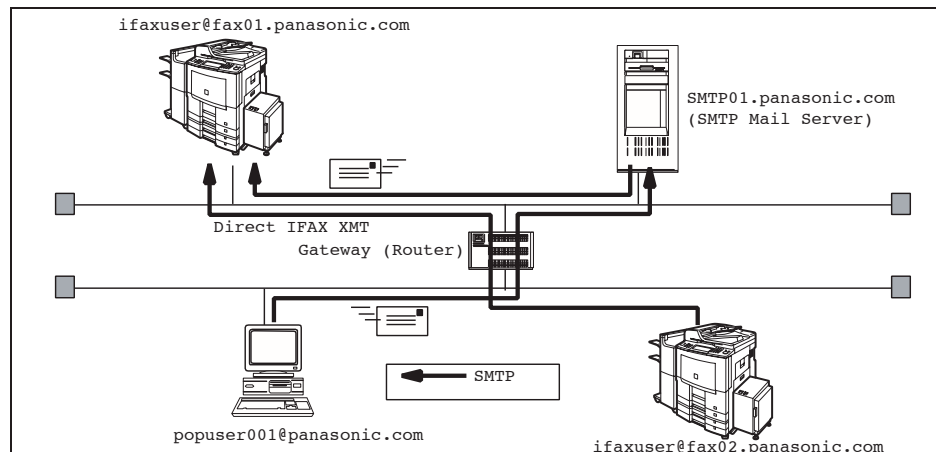 ifaxuser@fax01.panasonic.com
SMTP01.panasonic.com
(SMTP Mail Server)
Direct IFAX XMT
Gateway (Router)
SMTP
popuser001@panasonic.com
ifaxuser@fax02.panasonic.com